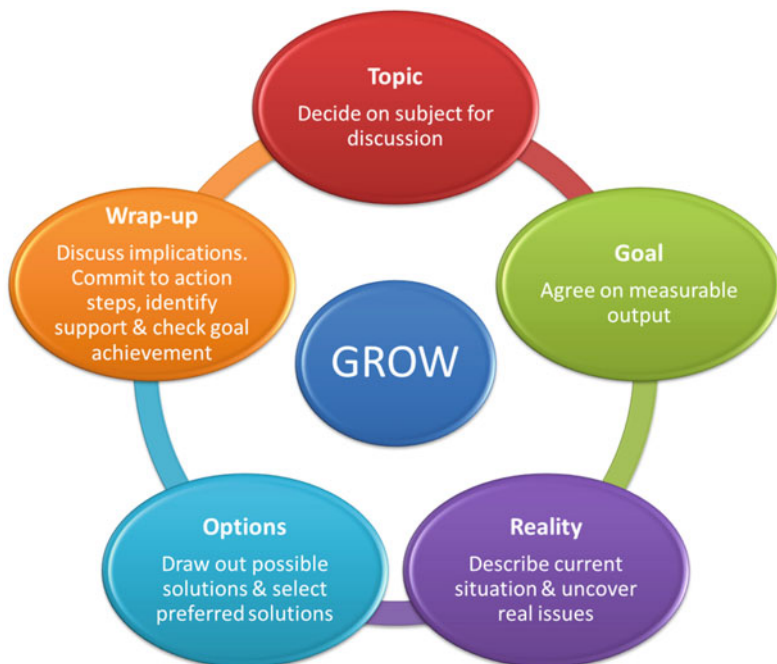 Topic
Decide on subject for
discussion
Goal
Agree on measurable
output
Reality
Describe current
situation & uncover
real issues
Options
Draw out possible
solutions & select
preferred solutions
Wrap-up
Discuss implications.
Commit to action
steps, identify
support & check goal
achievement
GROW